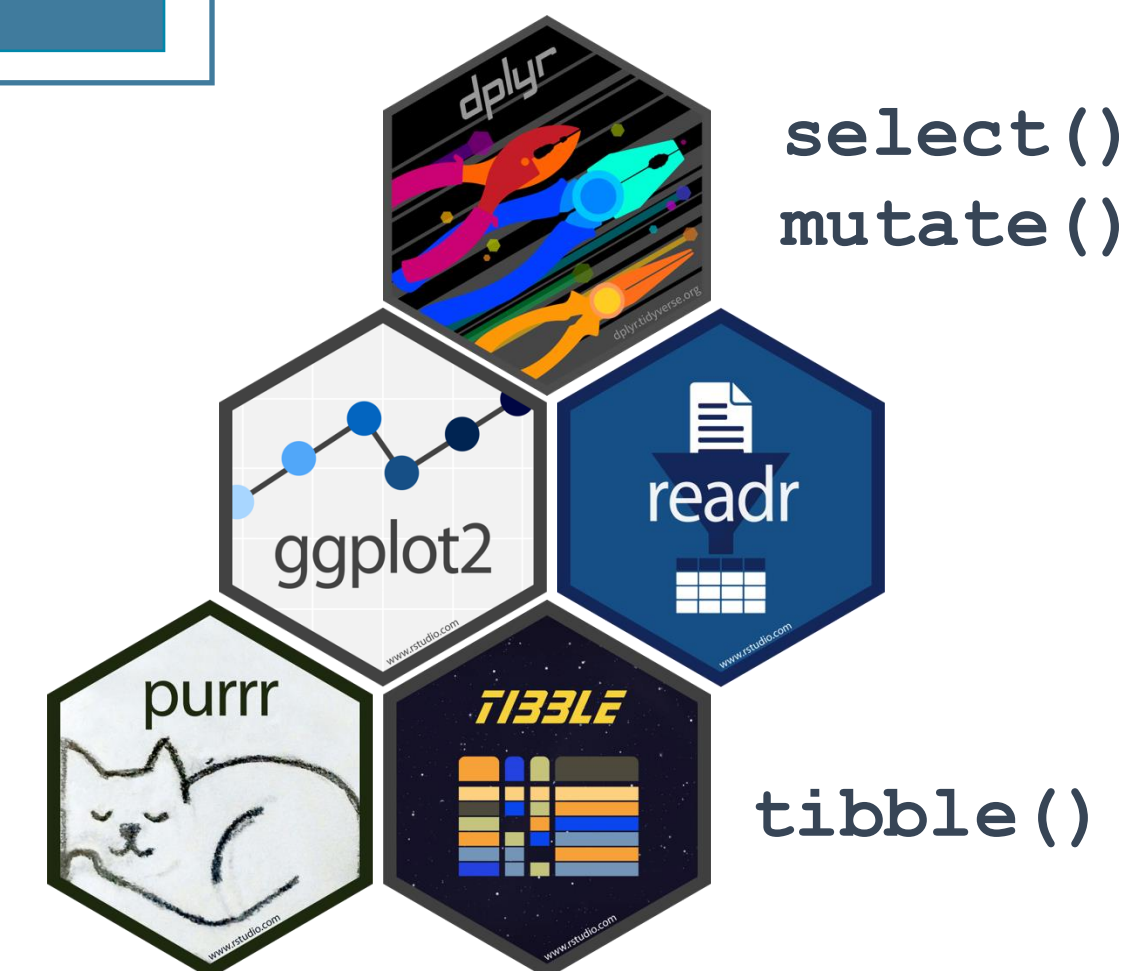 dplyr
select()
mutate()
dplyr.tidyverse.org
ggplot2
www.rstudio.com
readr
www.rstudio.com
purrr
www.rstudio.com
TIBBLE
www.rstudio.com
tibble()